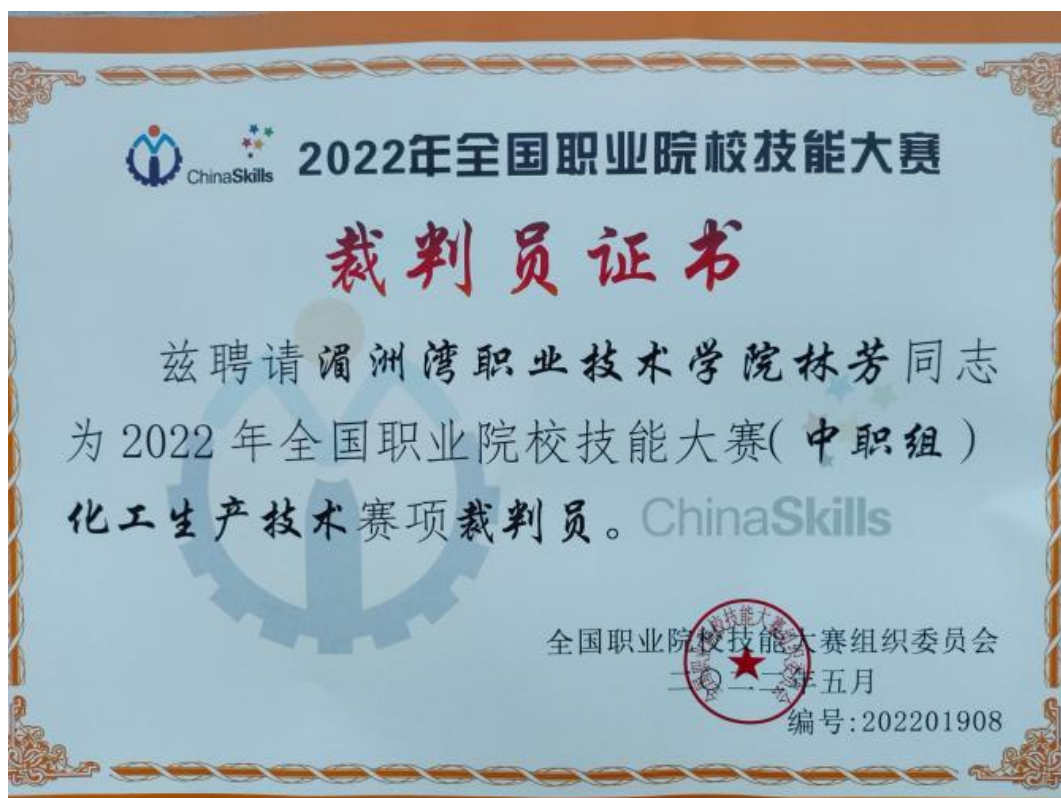 ChinaSkills
2022年全国职业院校技能大赛
裁判员证书
兹聘请湄洲湾职业技术学院林芳同志
为2022年全国职业院校技能大赛(中职组)
化工生产技术赛项裁判员。
ChinaSkills
全国职业院校技能大赛组织委员会
二〇二二年五月
编号:202201908